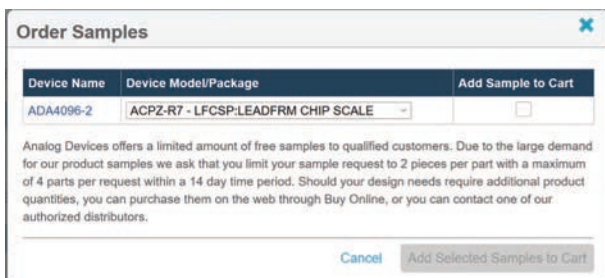 Order Samples
Device Name Device Model/Package Add Sample to Cart
ADA4096-2 ACPZ-R7 - LFCSP:LEADFRM CHIP SCALE
Analog Devices offers a limited amount of free samples to qualified customers. Due to the large demand
for our product samples we ask that you limit your sample request to 2 pieces per part with a maximum
of 4 parts per request within a 14 day time period. Should your design needs require additional product
quantities, you can purchase them on the web through Buy Online, or you can contact one of our
authorized distributors.
Cancel Add Selected Samples to Cart